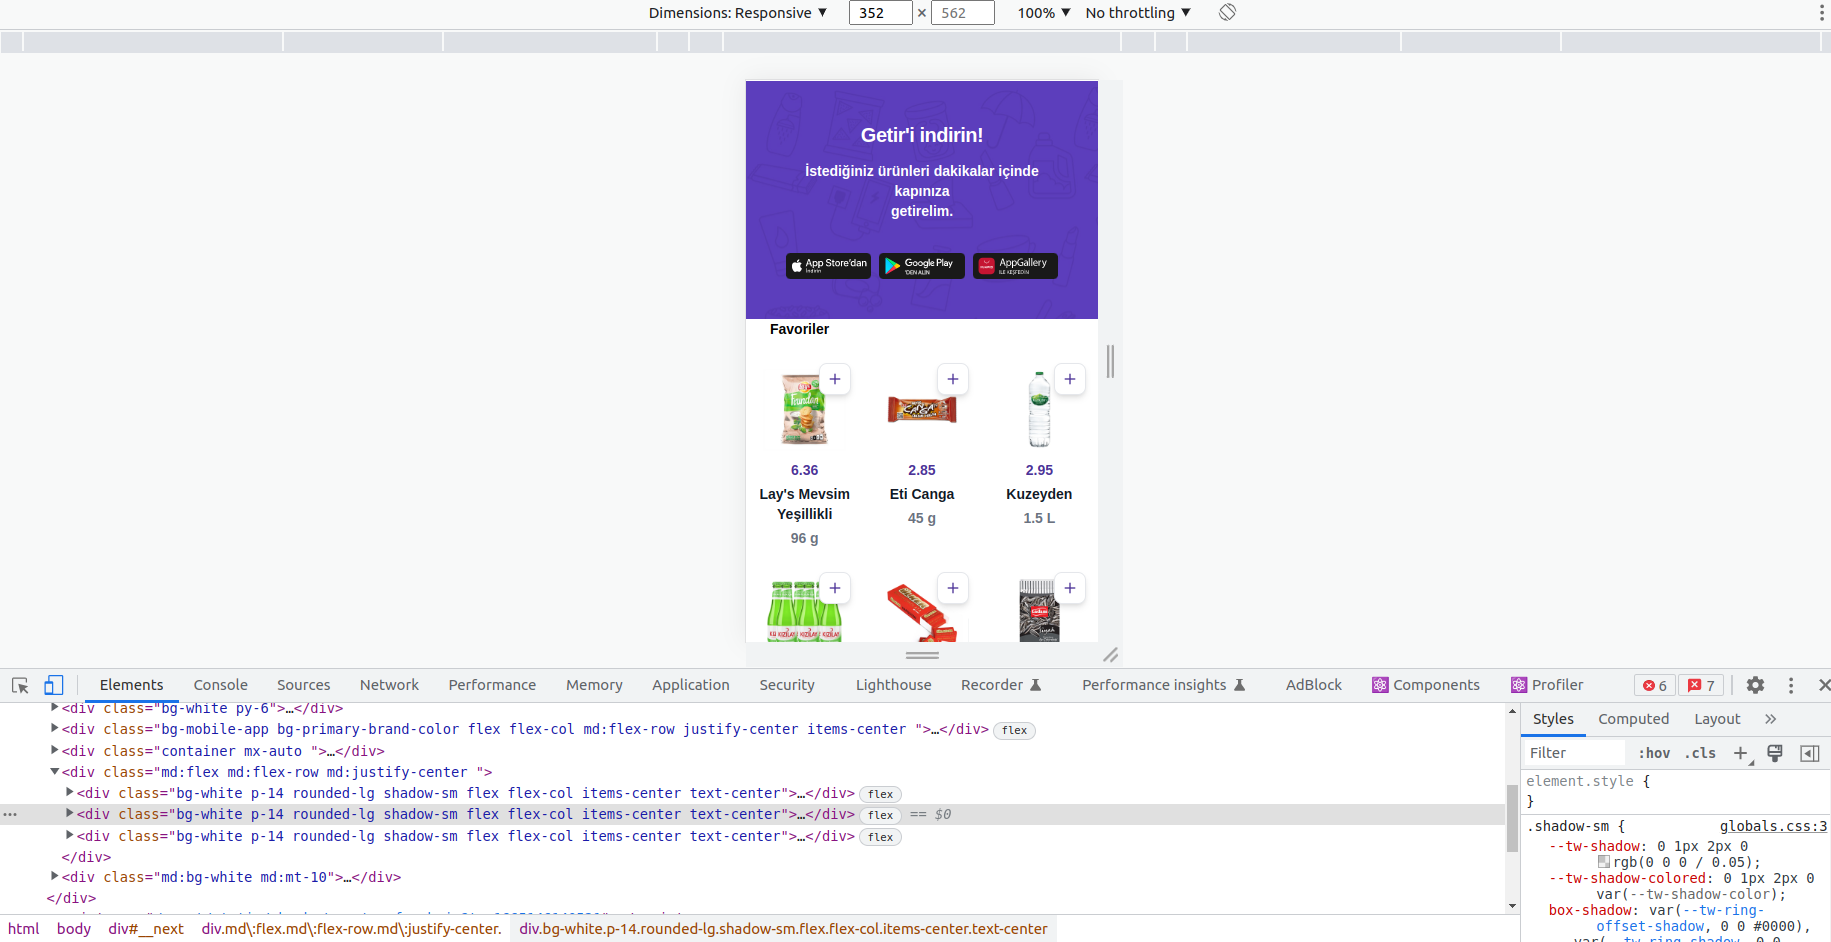 Dimensions: Responsive ▼ 352 × 562 100% ▼ No throttling ▼
Getir'i indirin!
İstediğiniz ürünleri dakikalar içinde
kapınıza
getirelim.
App Store'dan
indirin
Google Play
'DEN ALIN
AppGallery
İLE KEŞFEDİN
Favoriler
+ + +
6.36 2.85 2.95
Lay's Mevsim Yeşillikli
Eti Canga
Kuzeyden
96 g
45 g
1.5 L
+ + +
KIZILAY
Elements Console Sources Network Performance Memory Application Security Lighthouse Recorder Performance insights AdBlock Components Profiler 6 7
<div class="bg-white py-6">…</div>
<div class="bg-mobile-app bg-primary-brand-color flex flex-col md:flex-row justify-center items-center ">…</div> flex
<div class="container mx-auto ">…</div>
<div class="md:flex md:flex-row md:justify-center ">
<div class="bg-white p-14 rounded-lg shadow-sm flex flex-col items-center text-center">…</div> flex
<div class="bg-white p-14 rounded-lg shadow-sm flex flex-col items-center text-center">…</div> flex == $0
<div class="bg-white p-14 rounded-lg shadow-sm flex flex-col items-center text-center">…</div> flex
</div>
<div class="md:bg-white md:mt-10">…</div>
</div>
html body div#__next div.md\:flex.md\:flex-row.md\:justify-center. div.bg-white.p-14.rounded-lg.shadow-sm.flex.flex-col.items-center.text-center
Styles Computed Layout »
Filter :hov .cls +
element.style {
}
.shadow-sm { globals.css:3
--tw-shadow: 0 1px 2px 0
rgb(0 0 0 / 0.05);
--tw-shadow-colored: 0 1px 2px 0
var(--tw-shadow-color);
box-shadow: var(--tw-ring-
offset-shadow, 0 0 #0000),
var(--tw-ring-shadow, 0 0